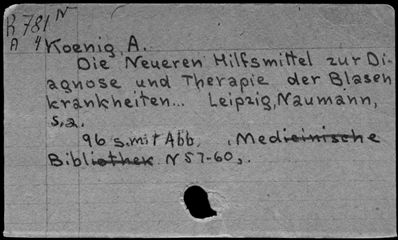 R 781 N
A 4 Koenig, A.
Die Neueren Hilfsmittel zur Di-
agnose und Therapie der Blasen
krankheiten... Leipzig, Naumann,
s.a.
96 s. mit Abb. , Medicinische
Bibliothek N 57-60,.